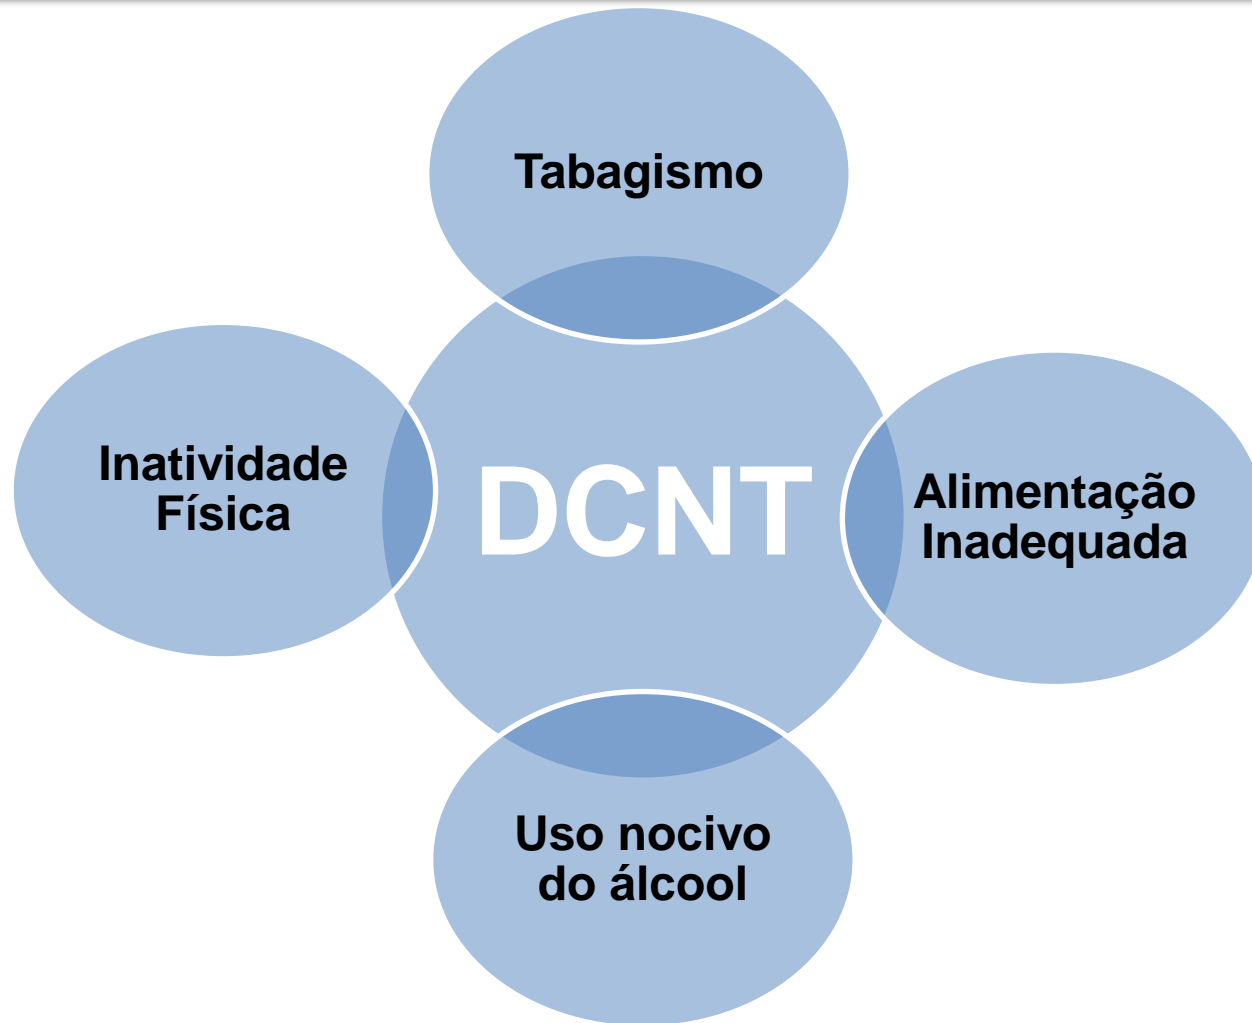 Tabagismo
Inatividade
Física
DCNT
Alimentação
Inadequada
Uso nocivo
do álcool